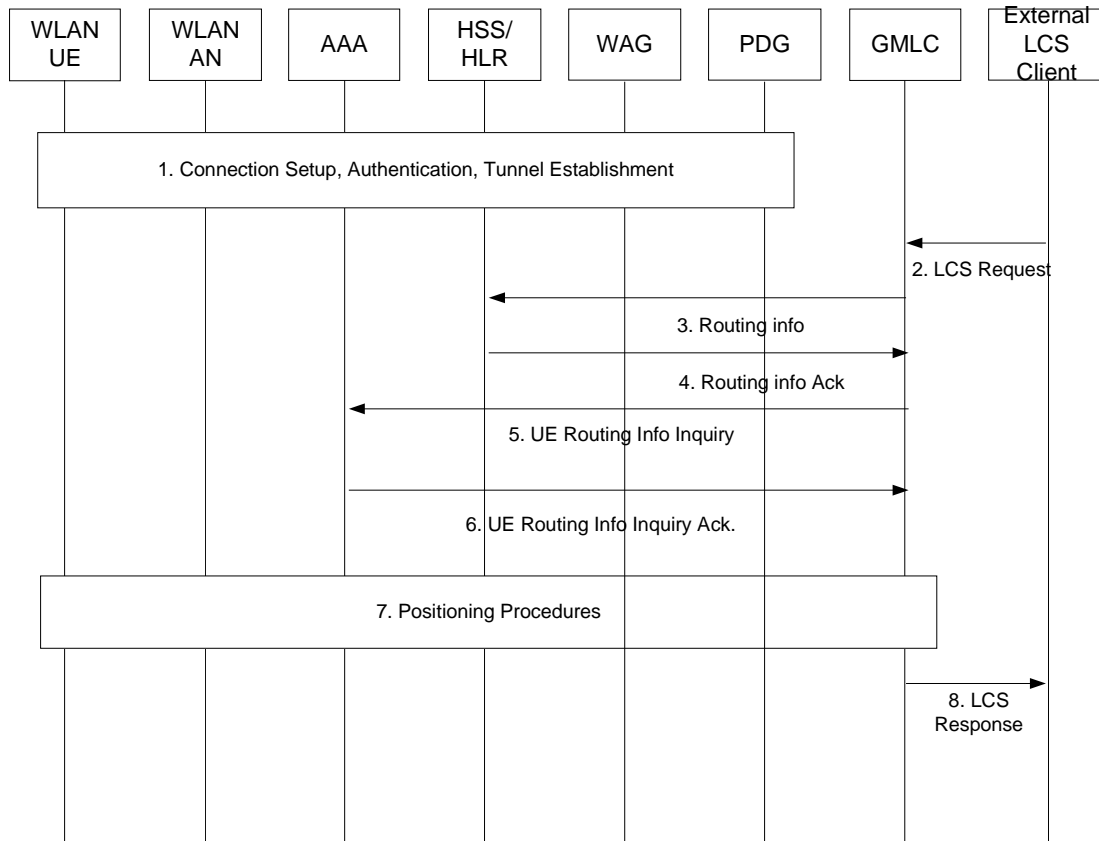 WLAN
UE
WLAN
AN
AAA
HSS/
HLR
WAG
PDG
GMLC
External
LCS
Client
1. Connection Setup, Authentication, Tunnel Establishment
2. LCS Request
3. Routing info
4. Routing info Ack
5. UE Routing Info Inquiry
6. UE Routing Info Inquiry Ack.
7. Positioning Procedures
8. LCS
Response